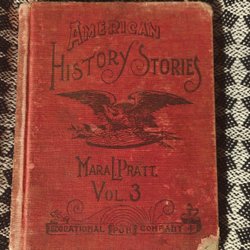 AMERICAN
HISTORY STORIES
MARA L. PRATT.
VOL. 3
EDUCATIONAL PUB. COMPANY